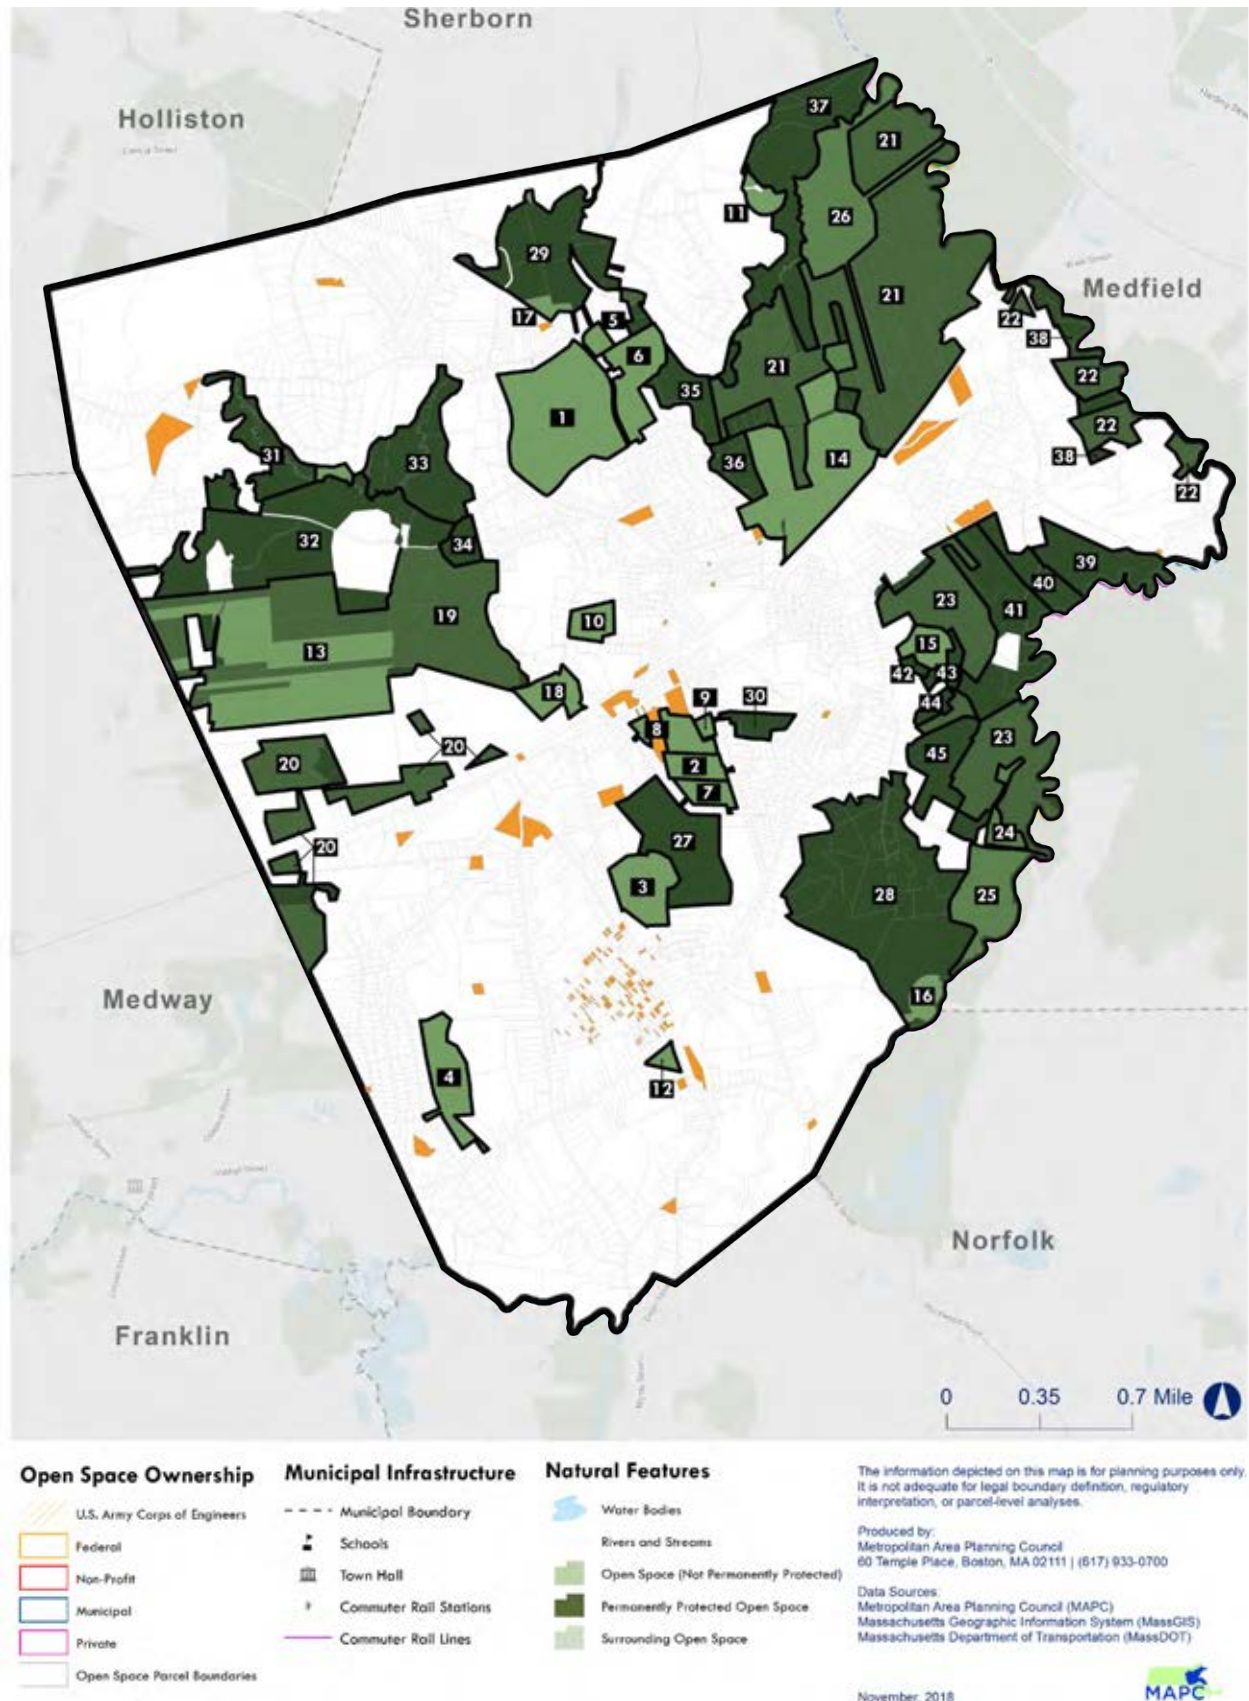 Sherborn
Holliston
37
21
11
26
29
21
Medfield
17
5
22
38
6
21
22
35
1
22
31
33
36
14
38
22
32
34
39
40
23
41
19
10
13
15
42
43
18
9
30
44
8
23
20
45
20
2
7
24
20
27
3
28
25
Medway
16
4
12
Norfolk
Franklin
0 0.35 0.7 Mile
Open Space Ownership
U.S. Army Corps of Engineers
Federal
Non-Profit
Municipal
Private
Open Space Parcel Boundaries
Municipal Infrastructure
Municipal Boundary
Schools
Town Hall
Commuter Rail Stations
Commuter Rail Lines
Natural Features
Water Bodies
Rivers and Streams
Open Space (Not Permanently Protected)
Permanently Protected Open Space
Surrounding Open Space
The information depicted on this map is for planning purposes only.
It is not adequate for legal boundary definition, regulatory
interpretation, or parcel-level analyses.
Produced by:
Metropolitan Area Planning Council
60 Temple Place, Boston, MA 02111 | (617) 933-0700
Data Sources:
Metropolitan Area Planning Council (MAPC)
Massachusetts Geographic Information System (MassGIS)
Massachusetts Department of Transportation (MassDOT)
November, 2018
MAPC